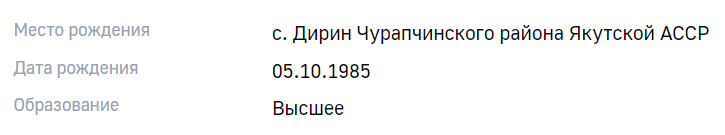 Место рождения с. Дирин Чурапчинского района Якутской АССР
Дата рождения 05.10.1985
Образование Высшее